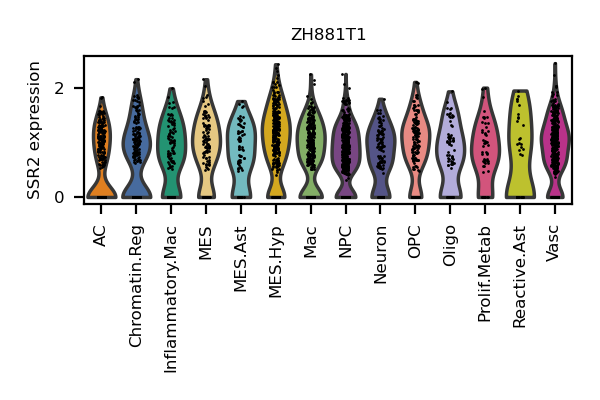 ZH881T1
SSR2 expression
2
0
AC
Chromatin.Reg
Inflammatory.Mac
MES
MES.Ast
MES.Hyp
Mac
NPC
Neuron
OPC
Oligo
Prolif.Metab
Reactive.Ast
Vasc